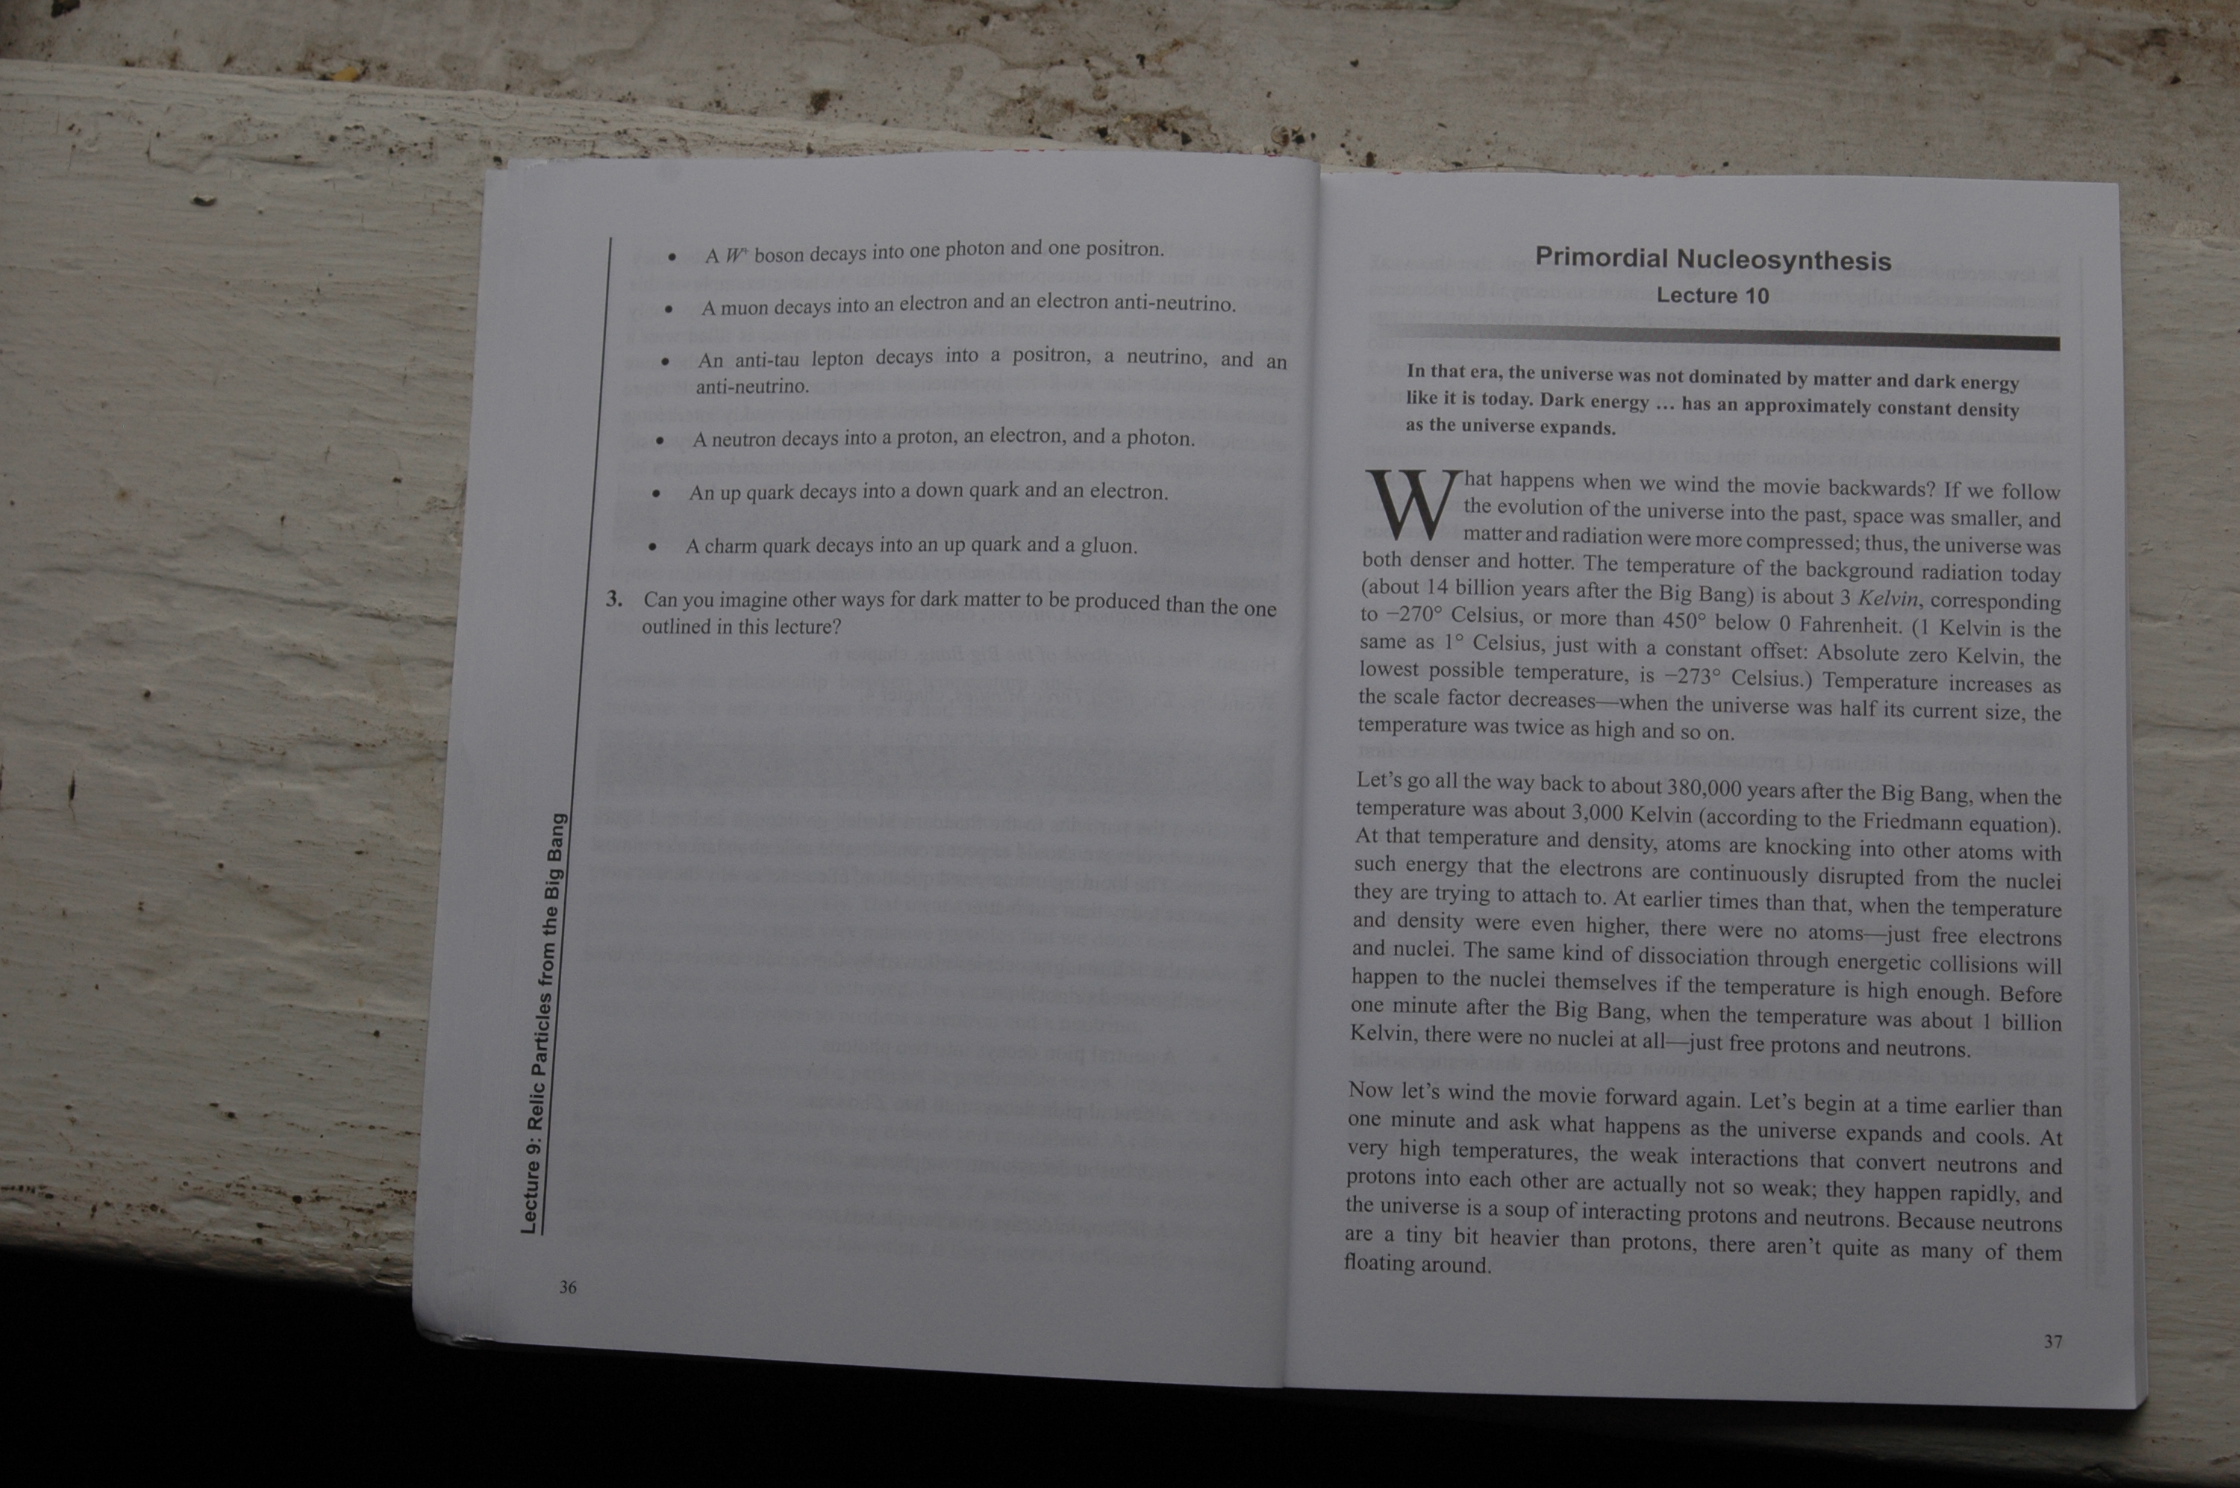 • A W⁺ boson decays into one photon and one positron.
• A muon decays into an electron and an electron anti-neutrino.
• An anti-tau lepton decays into a positron, a neutrino, and an
anti-neutrino.
• A neutron decays into a proton, an electron, and a photon.
• An up quark decays into a down quark and an electron.
• A charm quark decays into an up quark and a gluon.
3. Can you imagine other ways for dark matter to be produced than the one
outlined in this lecture?
Lecture 9: Relic Particles from the Big Bang
36
Primordial Nucleosynthesis
Lecture 10
In that era, the universe was not dominated by matter and dark energy
like it is today. Dark energy … has an approximately constant density
as the universe expands.
What happens when we wind the movie backwards? If we follow
the evolution of the universe into the past, space was smaller, and
matter and radiation were more compressed; thus, the universe was
both denser and hotter. The temperature of the background radiation today
(about 14 billion years after the Big Bang) is about 3 Kelvin, corresponding
to −270° Celsius, or more than 450° below 0 Fahrenheit. (1 Kelvin is the
same as 1° Celsius, just with a constant offset: Absolute zero Kelvin, the
lowest possible temperature, is −273° Celsius.) Temperature increases as
the scale factor decreases—when the universe was half its current size, the
temperature was twice as high and so on.
Let’s go all the way back to about 380,000 years after the Big Bang, when the
temperature was about 3,000 Kelvin (according to the Friedmann equation).
At that temperature and density, atoms are knocking into other atoms with
such energy that the electrons are continuously disrupted from the nuclei
they are trying to attach to. At earlier times than that, when the temperature
and density were even higher, there were no atoms—just free electrons
and nuclei. The same kind of dissociation through energetic collisions will
happen to the nuclei themselves if the temperature is high enough. Before
one minute after the Big Bang, when the temperature was about 1 billion
Kelvin, there were no nuclei at all—just free protons and neutrons.
Now let’s wind the movie forward again. Let’s begin at a time earlier than
one minute and ask what happens as the universe expands and cools. At
very high temperatures, the weak interactions that convert neutrons and
protons into each other are actually not so weak; they happen rapidly, and
the universe is a soup of interacting protons and neutrons. Because neutrons
are a tiny bit heavier than protons, there aren’t quite as many of them
floating around.
37